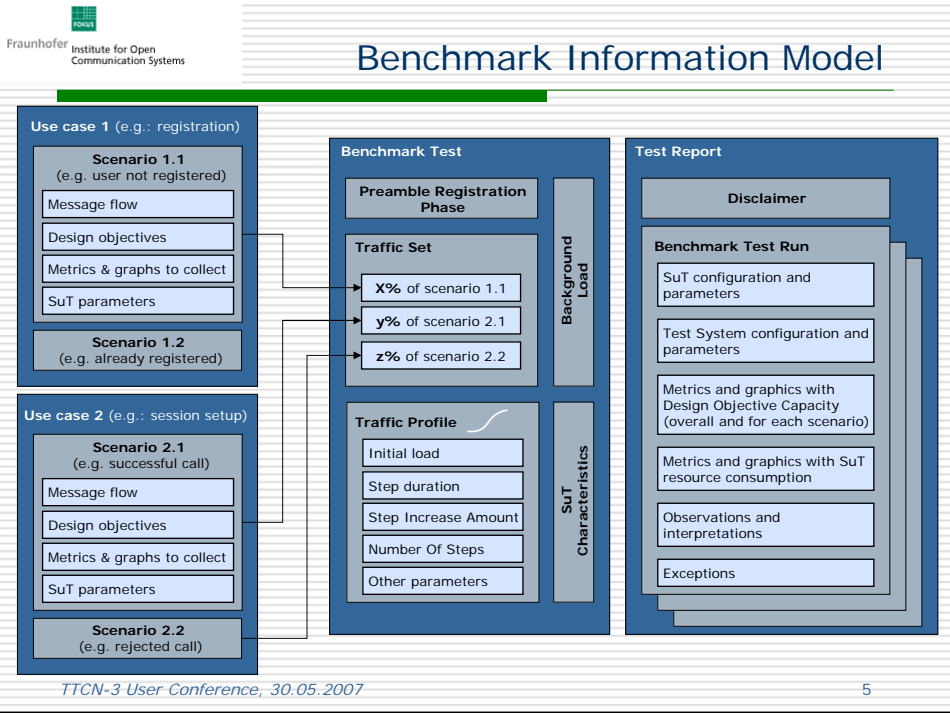 FOKUS
Fraunhofer Institute for Open
Communication Systems
Benchmark Information Model
Use case 1 (e.g.: registration)
Scenario 1.1
(e.g. user not registered)
Message flow
Design objectives
Metrics & graphs to collect
SuT parameters
Scenario 1.2
(e.g. already registered)
Use case 2 (e.g.: session setup)
Scenario 2.1
(e.g. successful call)
Message flow
Design objectives
Metrics & graphs to collect
SuT parameters
Scenario 2.2
(e.g. rejected call)
Benchmark Test
Preamble Registration
Phase
Traffic Set
X% of scenario 1.1
y% of scenario 2.1
z% of scenario 2.2
Background
Load
Traffic Profile
Initial load
Step duration
Step Increase Amount
Number Of Steps
Other parameters
SuT
Characteristics
Test Report
Disclaimer
Benchmark Test Run
SuT configuration and
parameters
Test System configuration and
parameters
Metrics and graphics with
Design Objective Capacity
(overall and for each scenario)
Metrics and graphics with SuT
resource consumption
Observations and
interpretations
Exceptions
TTCN-3 User Conference, 30.05.2007
5